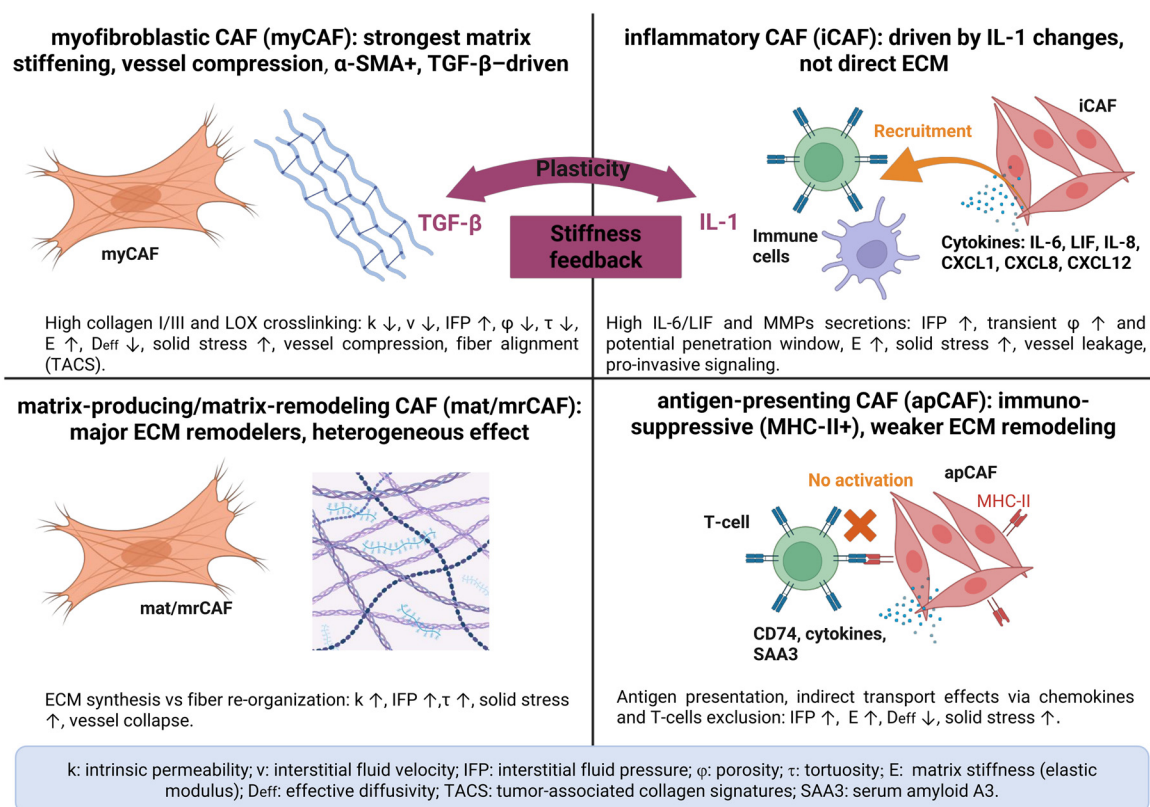 myofibroblastic CAF (myCAF): strongest matrix
stiffening, vessel compression, α-SMA+, TGF-β–driven
myCAF
TGF-β
High collagen I/III and LOX crosslinking: k ↓, v ↓, IFP ↑, φ ↓, τ ↓,
E ↑, Deff ↓, solid stress ↑, vessel compression, fiber alignment
(TACS).
Plasticity
Stiffness
feedback
inflammatory CAF (iCAF): driven by IL-1 changes,
not direct ECM
iCAF
Recruitment
IL-1
Immune
cells
Cytokines: IL-6, LIF, IL-8,
CXCL1, CXCL8, CXCL12
High IL-6/LIF and MMPs secretions: IFP ↑, transient φ ↑ and
potential penetration window, E ↑, solid stress ↑, vessel leakage,
pro-invasive signaling.
matrix-producing/matrix-remodeling CAF (mat/mrCAF):
major ECM remodelers, heterogeneous effect
mat/mrCAF
ECM synthesis vs fiber re-organization: k ↑, IFP ↑,τ ↑, solid stress
↑, vessel collapse.
antigen-presenting CAF (apCAF): immuno-
suppressive (MHC-II+), weaker ECM remodeling
apCAF
No activation
MHC-II
T-cell
CD74, cytokines,
SAA3
Antigen presentation, indirect transport effects via chemokines
and T-cells exclusion: IFP ↑, E ↑, Deff ↓, solid stress ↑.
k: intrinsic permeability; v: interstitial fluid velocity; IFP: interstitial fluid pressure; φ: porosity; τ: tortuosity; E: matrix stiffness (elastic
modulus); Deff: effective diffusivity; TACS: tumor-associated collagen signatures; SAA3: serum amyloid A3.